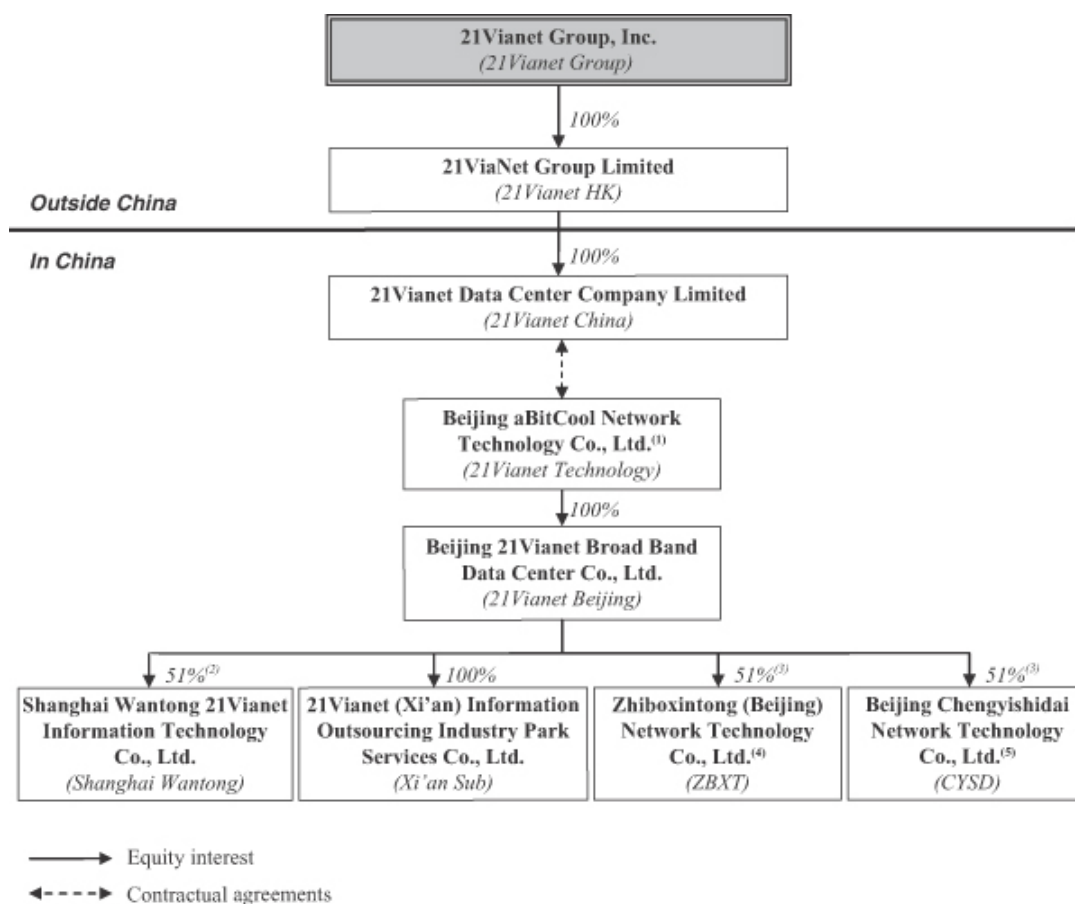 21Vianet Group, Inc.
(21Vianet Group)
100%
21ViaNet Group Limited
(21Vianet HK)
Outside China
In China
100%
21Vianet Data Center Company Limited
(21Vianet China)
Beijing aBitCool Network
Technology Co., Ltd.(1)
(21Vianet Technology)
100%
Beijing 21Vianet Broad Band
Data Center Co., Ltd.
(21Vianet Beijing)
51%(2)
Shanghai Wantong 21Vianet
Information Technology
Co., Ltd.
(Shanghai Wantong)
100%
21Vianet (Xi’an) Information
Outsourcing Industry Park
Services Co., Ltd.
(Xi’an Sub)
51%(3)
Zhiboxintong (Beijing)
Network Technology
Co., Ltd.(4)
(ZBXT)
51%(3)
Beijing Chengyishidai
Network Technology
Co., Ltd.(5)
(CYSD)
Equity interest
Contractual agreements